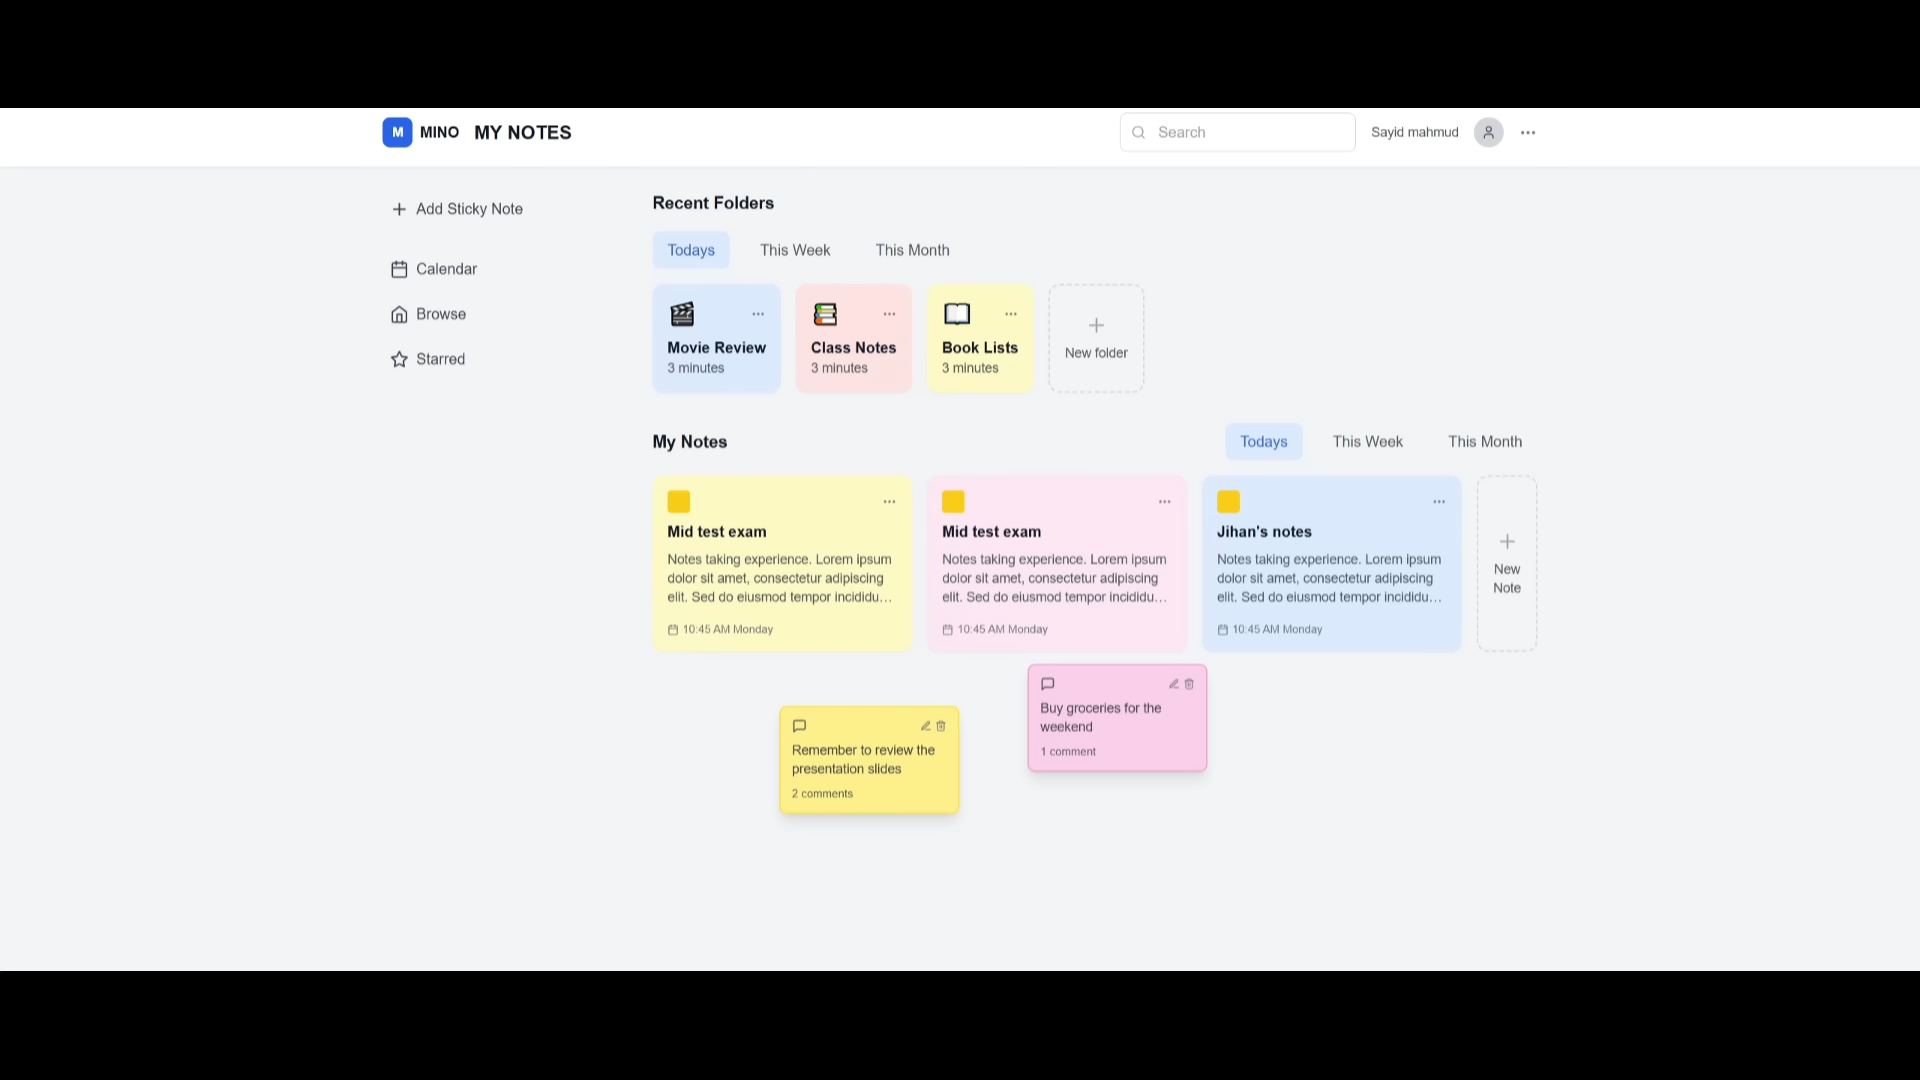 M MINO MY NOTES
Search
Sayid mahmud
Add Sticky Note
Calendar
Browse
Starred
Recent Folders
Todays This Week This Month
Movie Review
3 minutes
Class Notes
3 minutes
Book Lists
3 minutes
New folder
My Notes
Todays This Week This Month
Mid test exam
Notes taking experience. Lorem ipsum
dolor sit amet, consectetur adipiscing
elit. Sed do eiusmod tempor incididu…
10:45 AM Monday
Mid test exam
Notes taking experience. Lorem ipsum
dolor sit amet, consectetur adipiscing
elit. Sed do eiusmod tempor incididu…
10:45 AM Monday
Jihan's notes
Notes taking experience. Lorem ipsum
dolor sit amet, consectetur adipiscing
elit. Sed do eiusmod tempor incididu…
10:45 AM Monday
New
Note
Remember to review the
presentation slides
2 comments
Buy groceries for the
weekend
1 comment